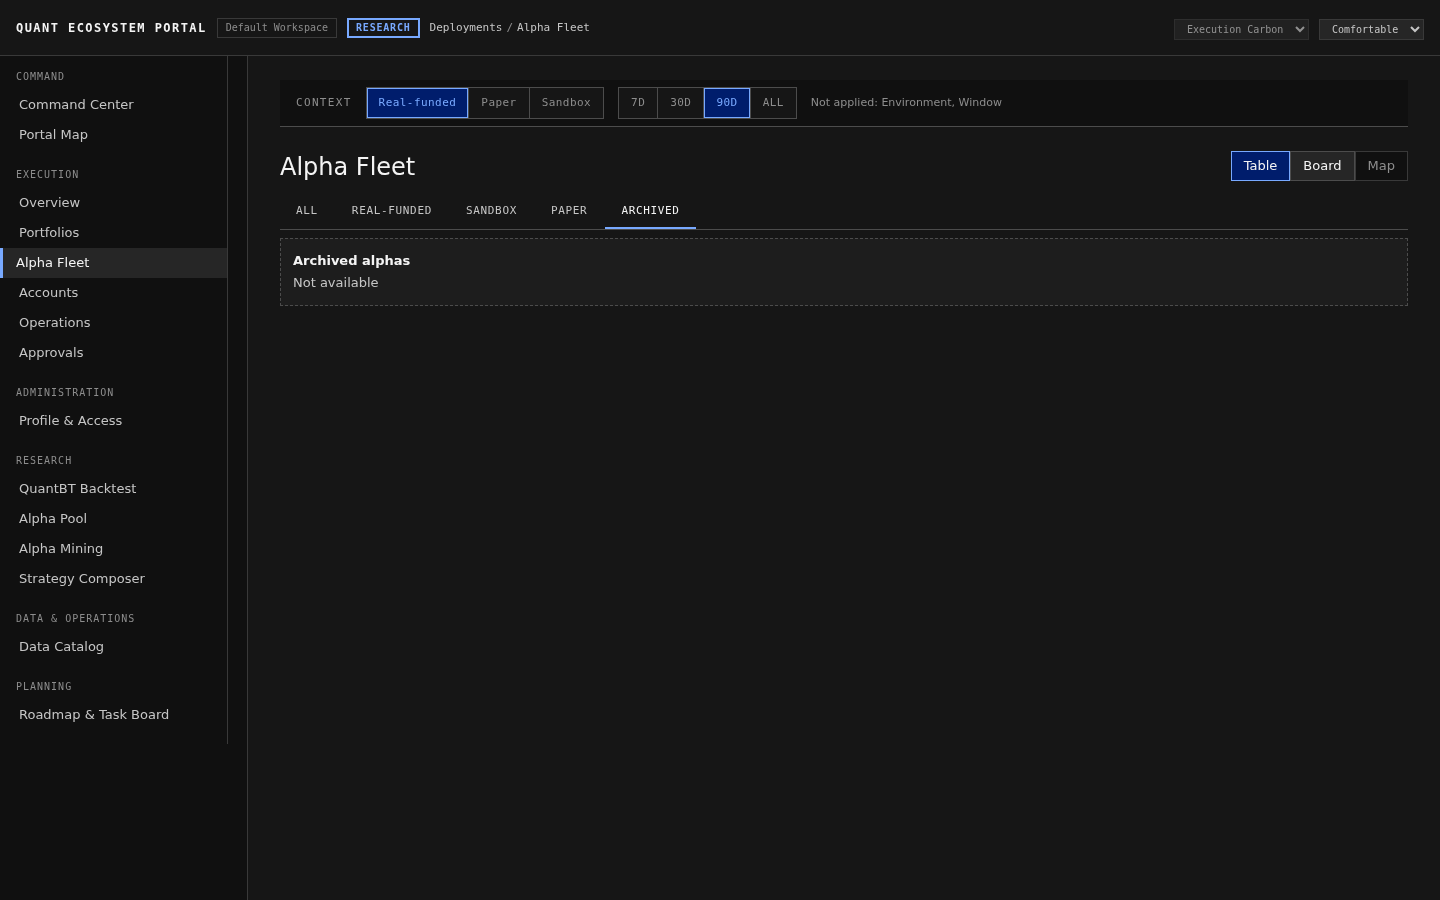 QUANT ECOSYSTEM PORTAL Default Workspace RESEARCH Deployments / Alpha Fleet Execution Carbon Comfortable
COMMAND
Command Center
Portal Map
EXECUTION
Overview
Portfolios
Alpha Fleet
Accounts
Operations
Approvals
ADMINISTRATION
Profile & Access
RESEARCH
QuantBT Backtest
Alpha Pool
Alpha Mining
Strategy Composer
DATA & OPERATIONS
Data Catalog
PLANNING
Roadmap & Task Board
CONTEXT Real-funded Paper Sandbox 7D 30D 90D ALL Not applied: Environment, Window
Alpha Fleet Table Board Map
ALL REAL-FUNDED SANDBOX PAPER ARCHIVED
Archived alphas
Not available